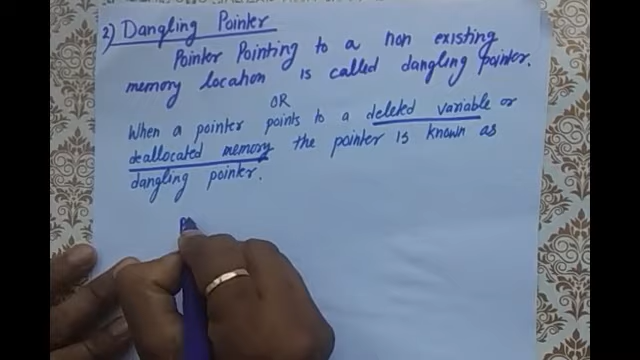 2) Dangling Pointer
Pointer Pointing to a non existing
memory location is called dangling pointer.
OR
When a pointer points to a deleted variable or
deallocated memory the pointer is known as
dangling pointer.